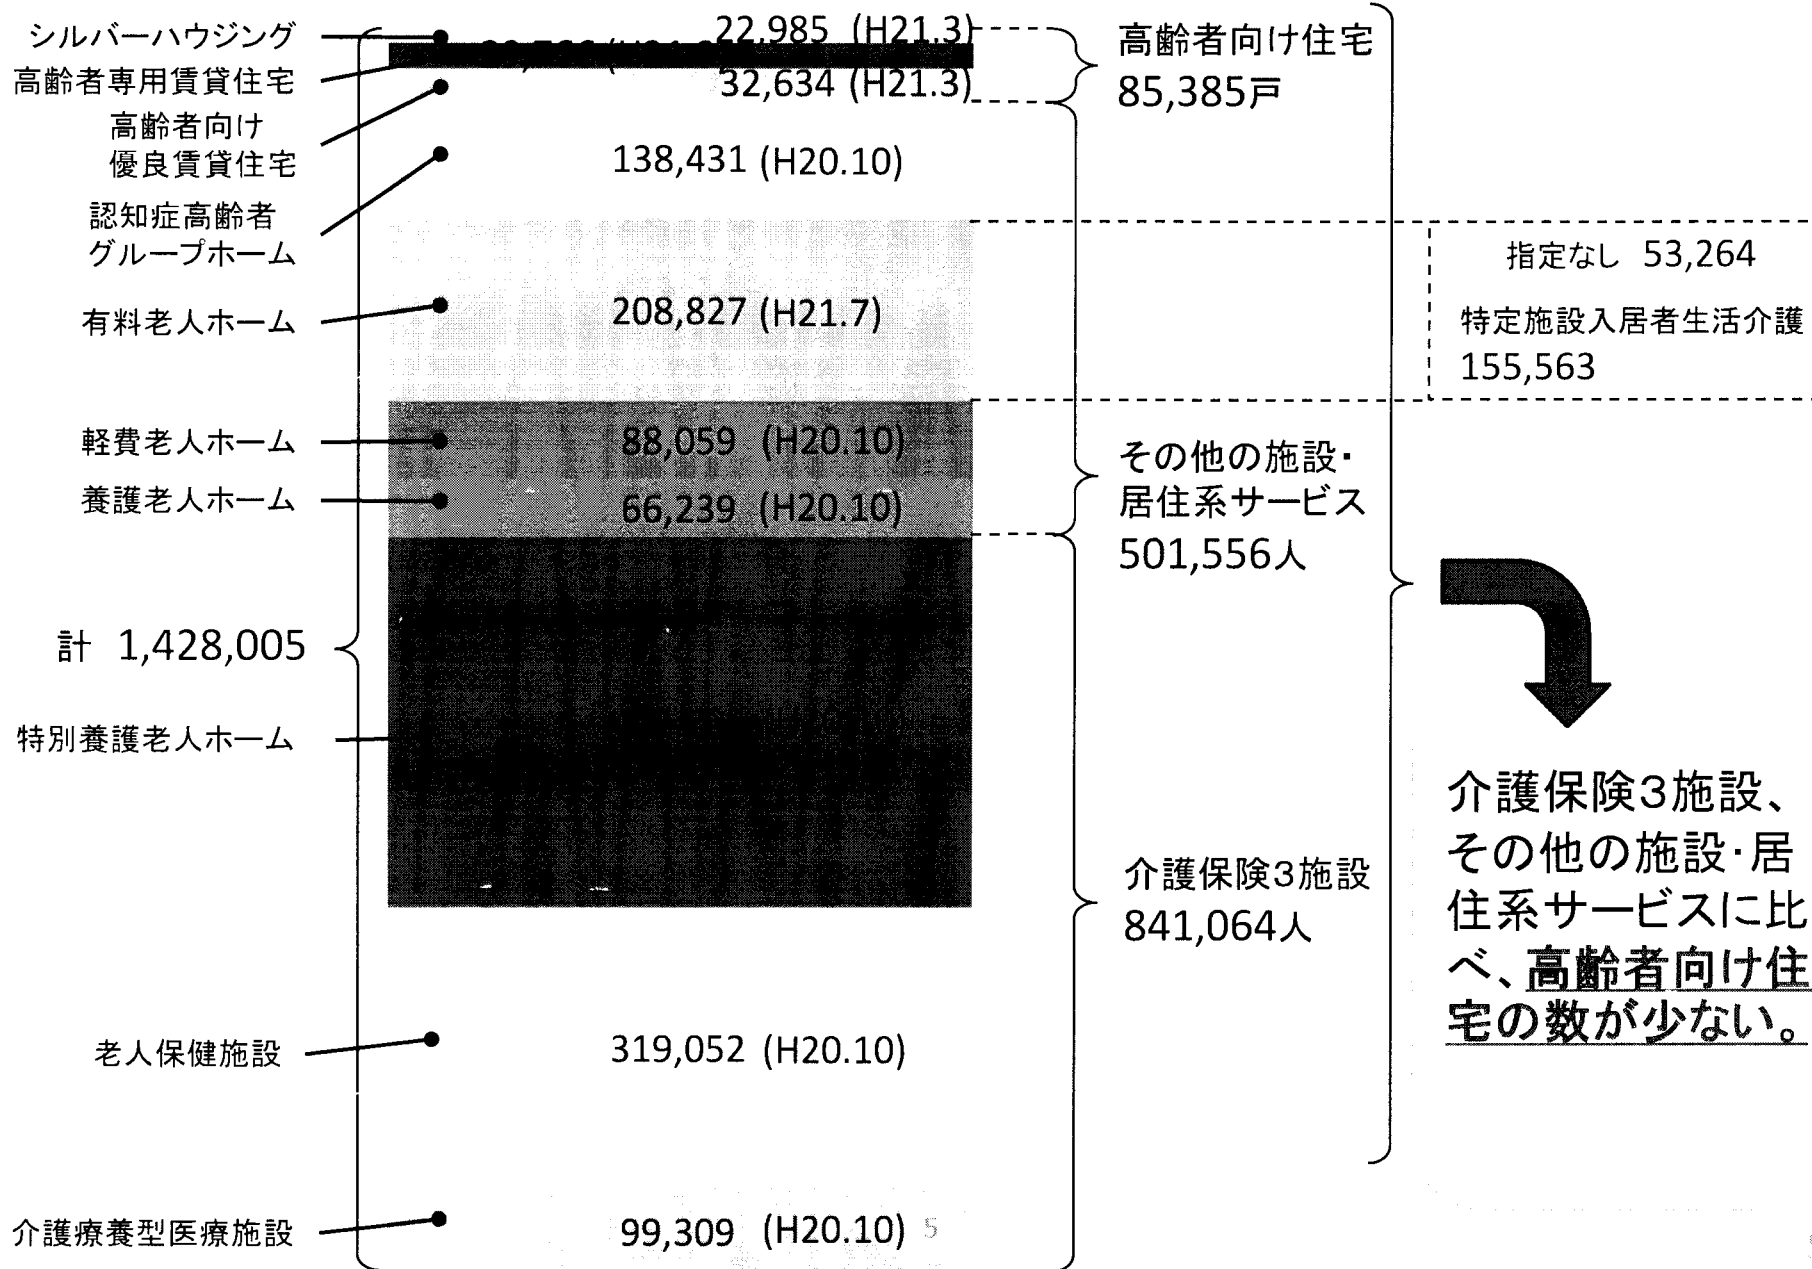 シルバーハウジング
22,985 (H21.3)
高齢者専用賃貸住宅
高齢者向け
優良賃貸住宅
32,634 (H21.3)
認知症高齢者
グループホーム
138,431 (H20.10)
有料老人ホーム
208,827 (H21.7)
軽費老人ホーム
88,059 (H20.10)
養護老人ホーム
66,239 (H20.10)
計 1,428,005
特別養護老人ホーム
老人保健施設
319,052 (H20.10)
介護療養型医療施設
99,309 (H20.10)
5
高齢者向け住宅
85,385戸
その他の施設・
居住系サービス
501,556人
介護保険3施設
841,064人
指定なし 53,264
特定施設入居者生活介護
155,563
介護保険3施設、
その他の施設・居
住系サービスに比
べ、高齢者向け住
宅の数が少ない。